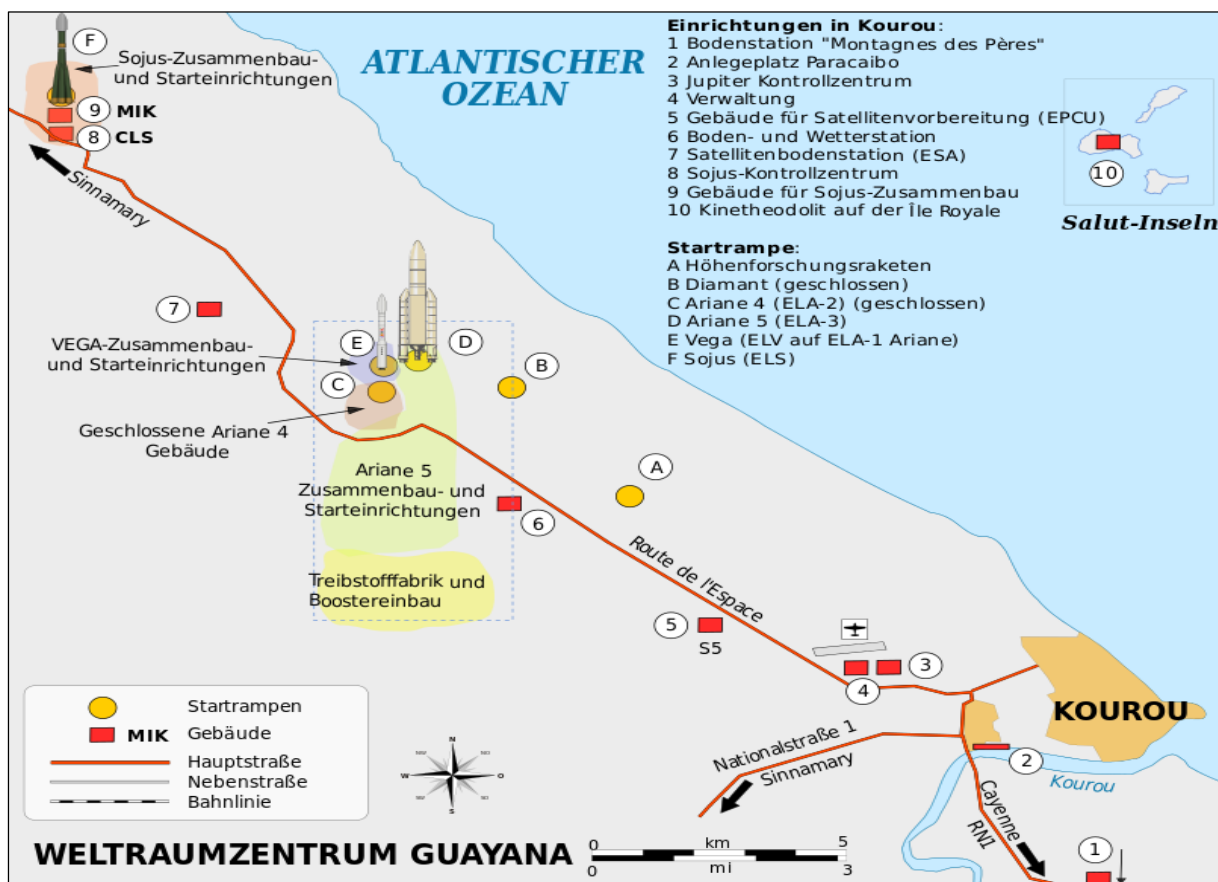 F
Sojus-Zusammenbau-
und Starteinrichtungen
9 MIK
8 CLS
Sinnamary
ATLANTISCHER
OZEAN
Einrichtungen in Kourou:
1 Bodenstation "Montagnes des Pères"
2 Anlegeplatz Paracaibo
3 Jupiter Kontrollzentrum
4 Verwaltung
5 Gebäude für Satellitenvorbereitung (EPCU)
6 Boden- und Wetterstation
7 Satellitenbodenstation (ESA)
8 Sojus-Kontrollzentrum
9 Gebäude für Sojus-Zusammenbau
10 Kinetheodolit auf der Île Royale
10
Salut-Inseln
Startrampe:
A Höhenforschungsraketen
B Diamant (geschlossen)
C Ariane 4 (ELA-2) (geschlossen)
D Ariane 5 (ELA-3)
E Vega (ELV auf ELA-1 Ariane)
F Sojus (ELS)
7
VEGA-Zusammenbau-
und Starteinrichtungen
E
D
C
B
Geschlossene Ariane 4
Gebäude
Ariane 5
Zusammenbau- und
Starteinrichtungen
A
6
Treibstofffabrik und
Boostereinbau
Route de l'Espace
5
S5
3
4
KOUROU
Nationalstraße 1
Sinnamary
2
Kourou
Cayenne
RN1
1
Startrampen
MIK Gebäude
Hauptstraße
Nebenstraße
Bahnlinie
N
NW
NO
W
O
SW
SO
S
WELTRAUMZENTRUM GUAYANA
0 km 5
0 mi 3